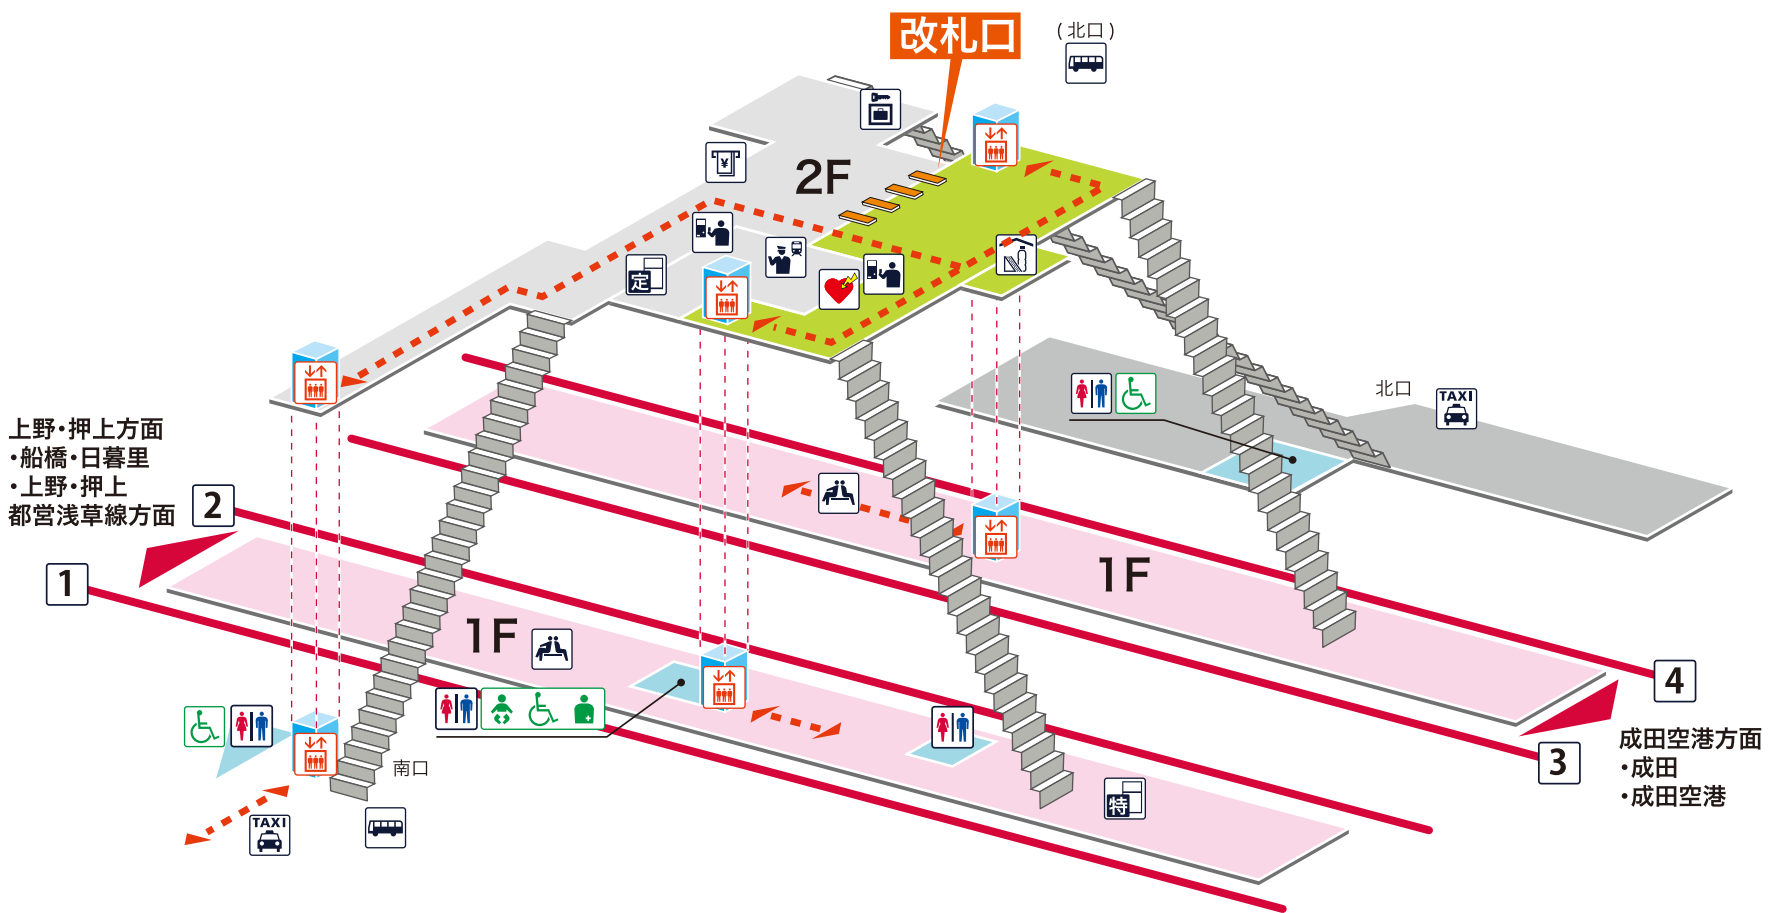 改札口
(北口)
2F
¥
定
北口
TAXI
上野・押上方面
・船橋・日暮里
・上野・押上
都営浅草線方面
2
1
1F
1F
4
3
成田空港方面
・成田
・成田空港
南口
TAXI
特